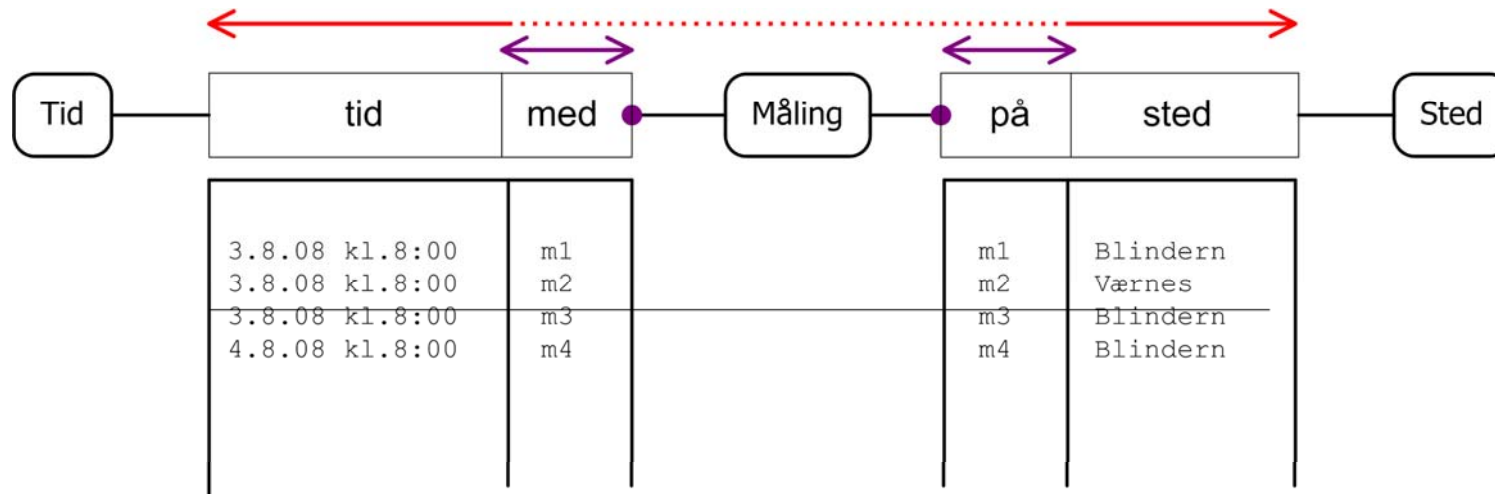 Tid tid med Måling på sted Sted
3.8.08 kl.8:00 m1 m1 Blindern
3.8.08 kl.8:00 m2 m2 Værnes
3.8.08 kl.8:00 m3 m3 Blindern
4.8.08 kl.8:00 m4 m4 Blindern